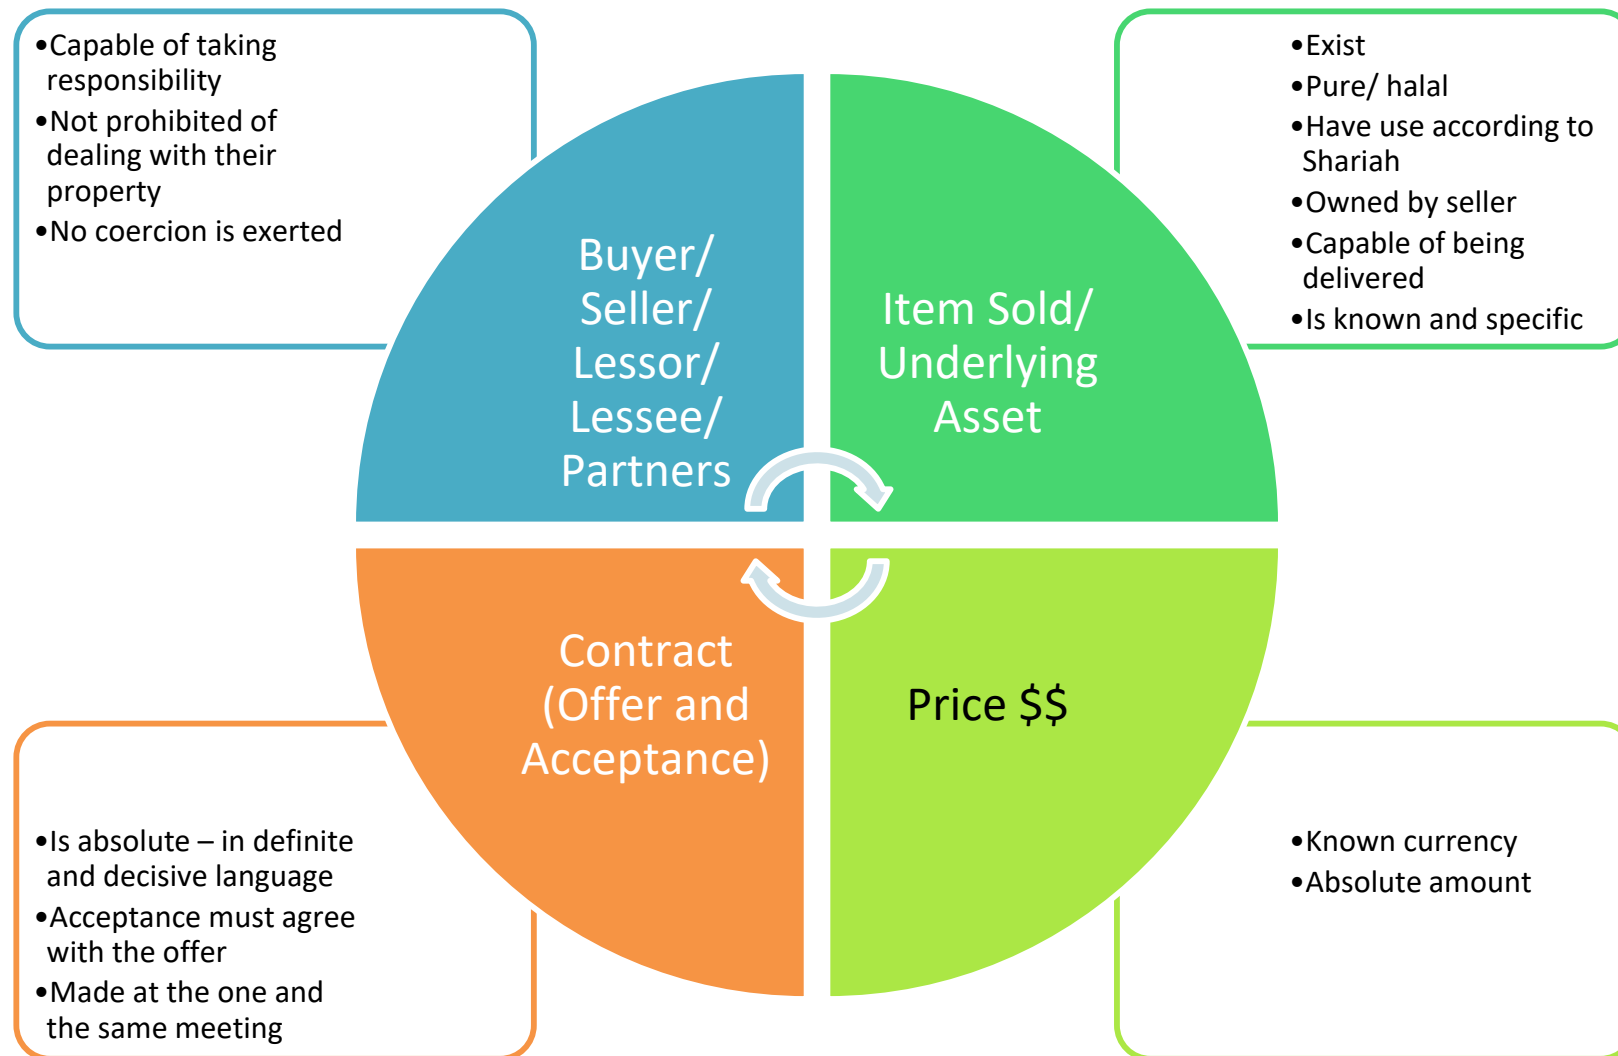 •Capable of taking
responsibility
•Not prohibited of
dealing with their
property
•No coercion is exerted
•Exist
•Pure/ halal
•Have use according to
Shariah
•Owned by seller
•Capable of being
delivered
•Is known and specific
Buyer/
Seller/
Lessor/
Lessee/
Partners
Item Sold/
Underlying
Asset
Contract
(Offer and
Acceptance)
Price $$
•Is absolute – in definite
and decisive language
•Acceptance must agree
with the offer
•Made at the one and
the same meeting
•Known currency
•Absolute amount